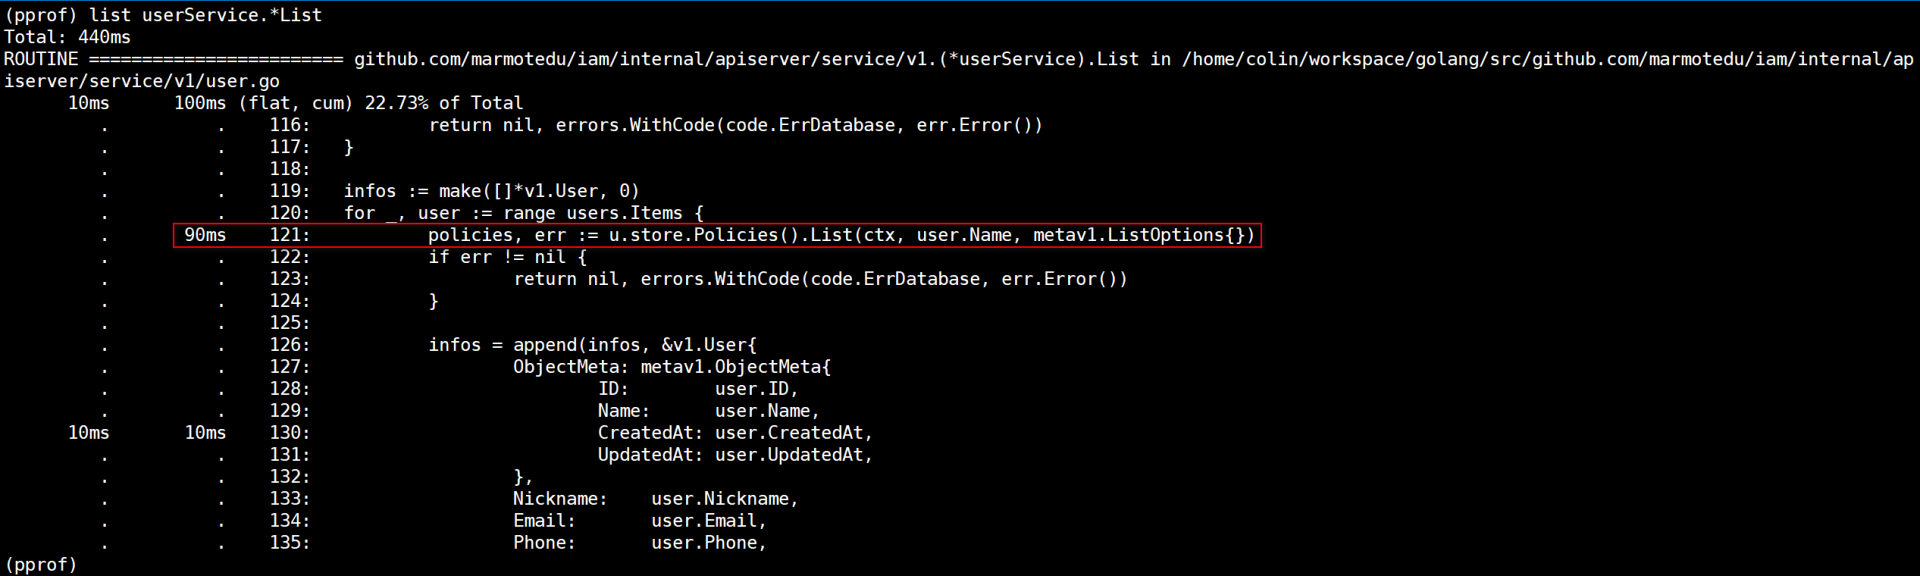 (pprof) list userService.*List
Total: 440ms
ROUTINE ======================== github.com/marmotedu/iam/internal/apiserver/service/v1.(*userService).List in /home/colin/workspace/golang/src/github.com/marmotedu/iam/internal/ap
iserver/service/v1/user.go
      10ms      100ms (flat, cum) 22.73% of Total
         .          .    116:           return nil, errors.WithCode(code.ErrDatabase, err.Error())
         .          .    117:   }
         .          .    118:
         .          .    119:   infos := make([]*v1.User, 0)
         .          .    120:   for _, user := range users.Items {
         .       90ms    121:           policies, err := u.store.Policies().List(ctx, user.Name, metav1.ListOptions{})
         .          .    122:           if err != nil {
         .          .    123:                   return nil, errors.WithCode(code.ErrDatabase, err.Error())
         .          .    124:           }
         .          .    125:
         .          .    126:           infos = append(infos, &v1.User{
         .          .    127:                   ObjectMeta: metav1.ObjectMeta{
         .          .    128:                           ID:        user.ID,
         .          .    129:                           Name:      user.Name,
      10ms       10ms    130:                           CreatedAt: user.CreatedAt,
         .          .    131:                           UpdatedAt: user.UpdatedAt,
         .          .    132:                   },
         .          .    133:                   Nickname:    user.Nickname,
         .          .    134:                   Email:       user.Email,
         .          .    135:                   Phone:       user.Phone,
(pprof)